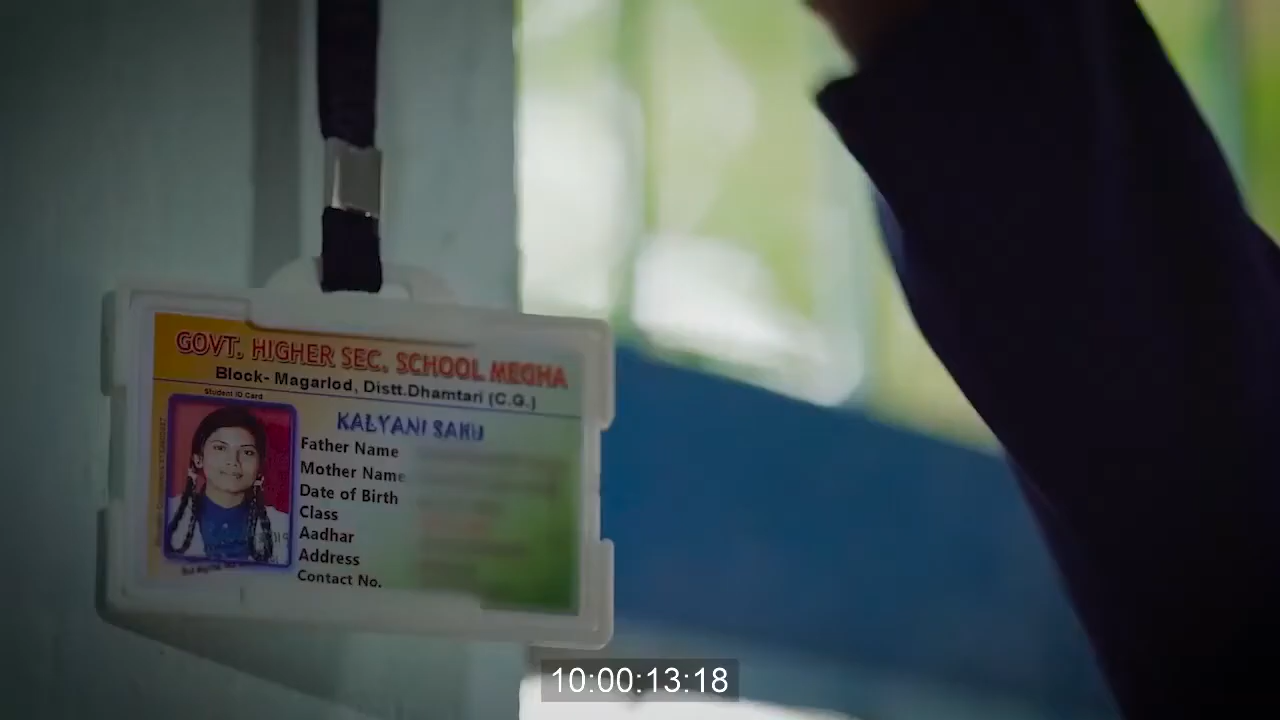 GOVT. HIGHER SEC. SCHOOL MEGHA
Block- Magarlod, Distt.Dhamtari (C.G.)
Student ID Card
KALYANI SAHU
Father Name
Mother Name
Date of Birth
Class
Aadhar
Address
Contact No.
10:00:13:18